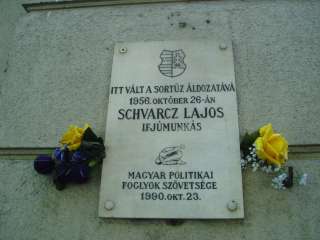 ITT VÁLT A SORTŰZ ÁLDOZATÁVÁ
1956. OKTÓBER 26-ÁN
SCHVARCZ LAJOS
IFJÚMUNKÁS
MAGYAR POLITIKAI
FOGLYOK SZÖVETSÉGE
1990. OKT. 23.